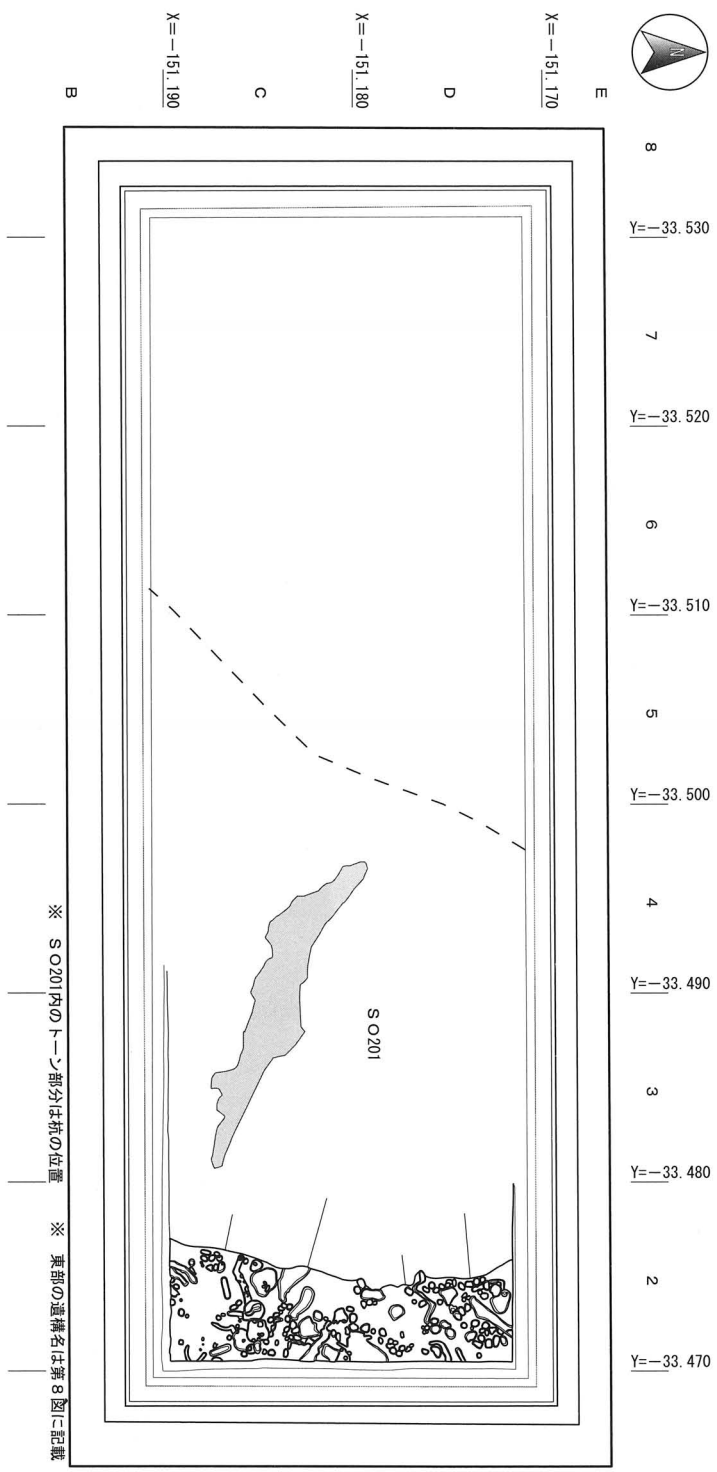 N
X=-151.190
X=-151.180
X=-151.170
B
C
D
E
8
Y=-33.530
7
Y=-33.520
6
Y=-33.510
5
Y=-33.500
4
Y=-33.490
3
Y=-33.480
2
Y=-33.470
SO201
※ SO201内のトーン部分は杭の位置
※ 東部の遺構名は第8図に記載